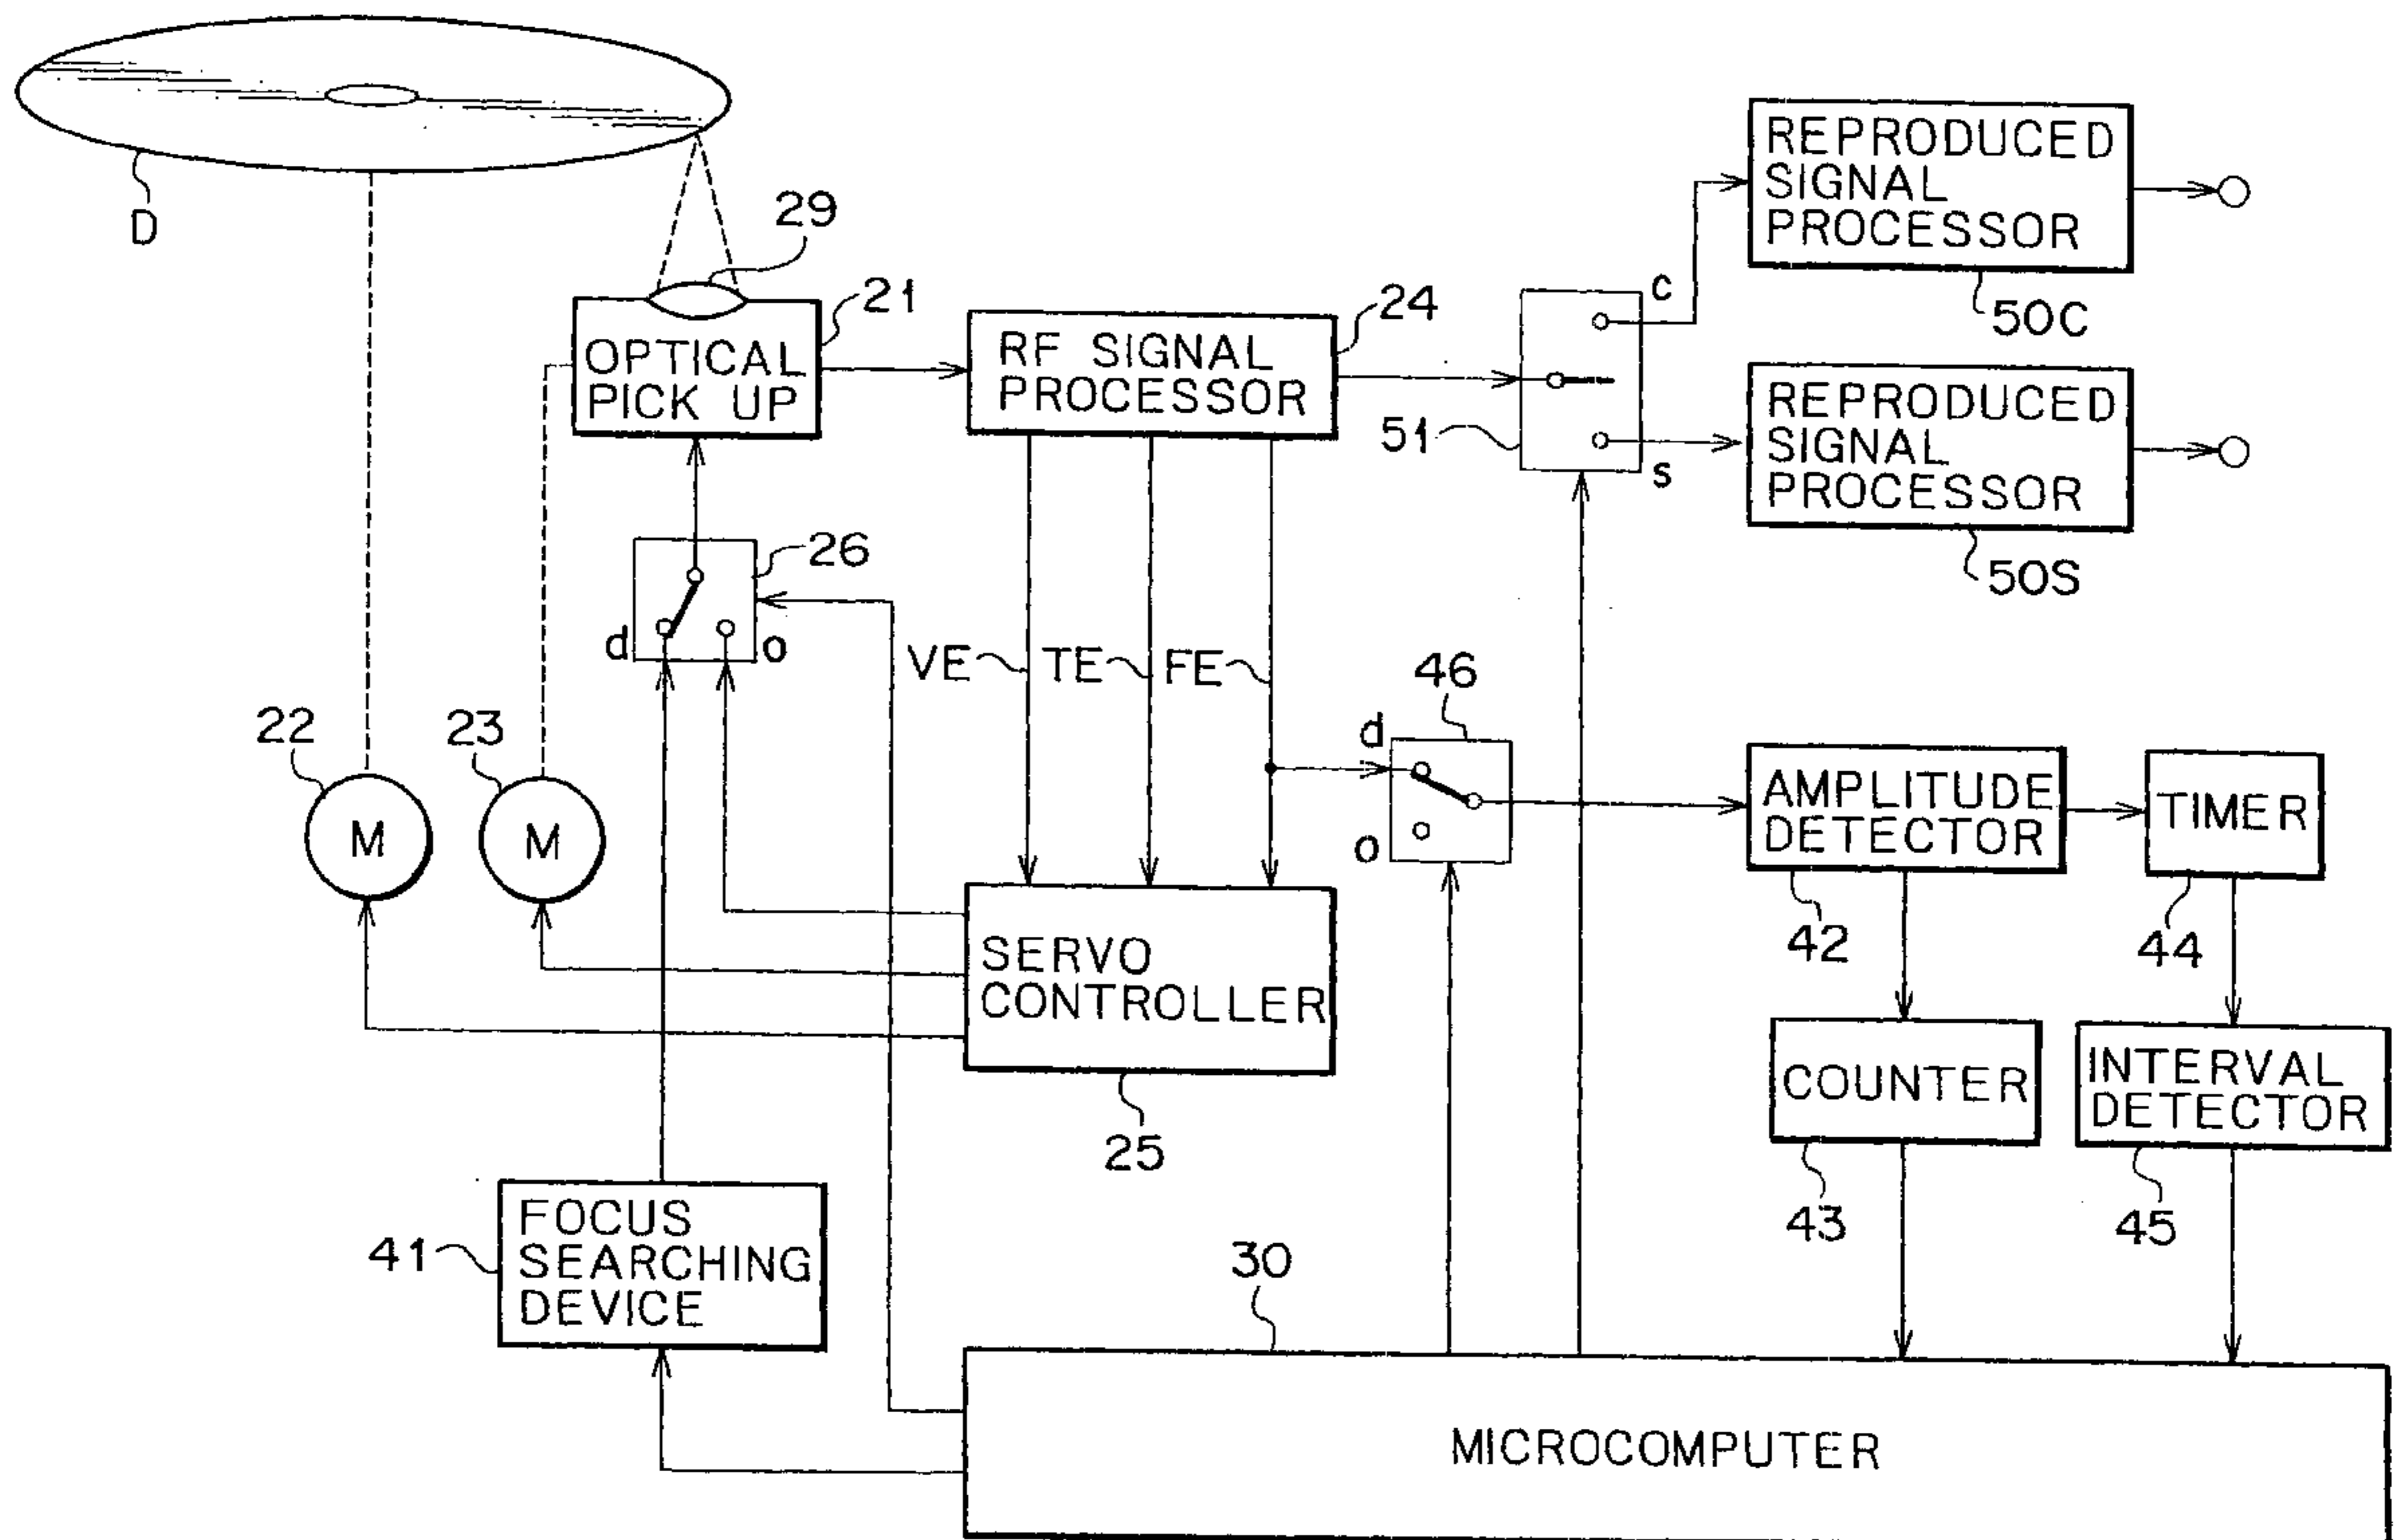 D
29
21
OPTICAL
PICK UP
24
RF SIGNAL
PROCESSOR
51
c
s
REPRODUCED
SIGNAL
PROCESSOR
50C
REPRODUCED
SIGNAL
PROCESSOR
50S
26
d
o
VE
TE
FE
46
d
o
22
M
23
M
AMPLITUDE
DETECTOR
42
TIMER
44
SERVO
CONTROLLER
25
COUNTER
43
INTERVAL
DETECTOR
45
41
FOCUS
SEARCHING
DEVICE
30
MICROCOMPUTER